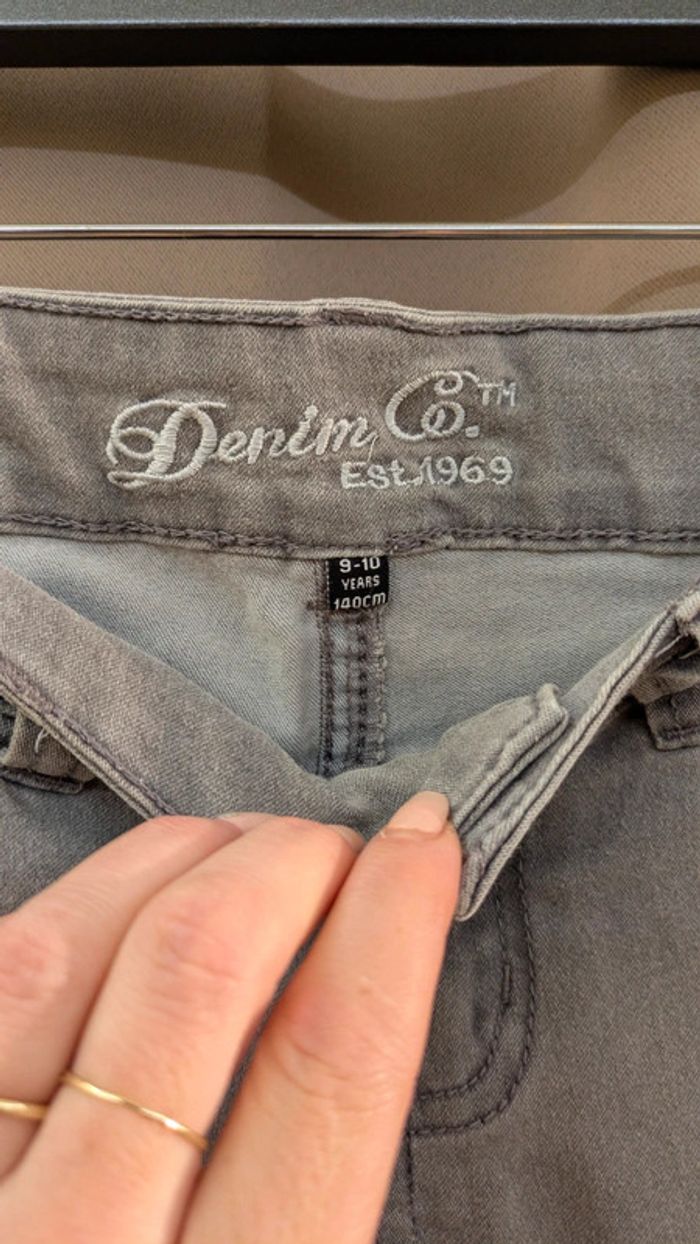 Denim Co.™
Est.1969
9-10
YEARS
140cm